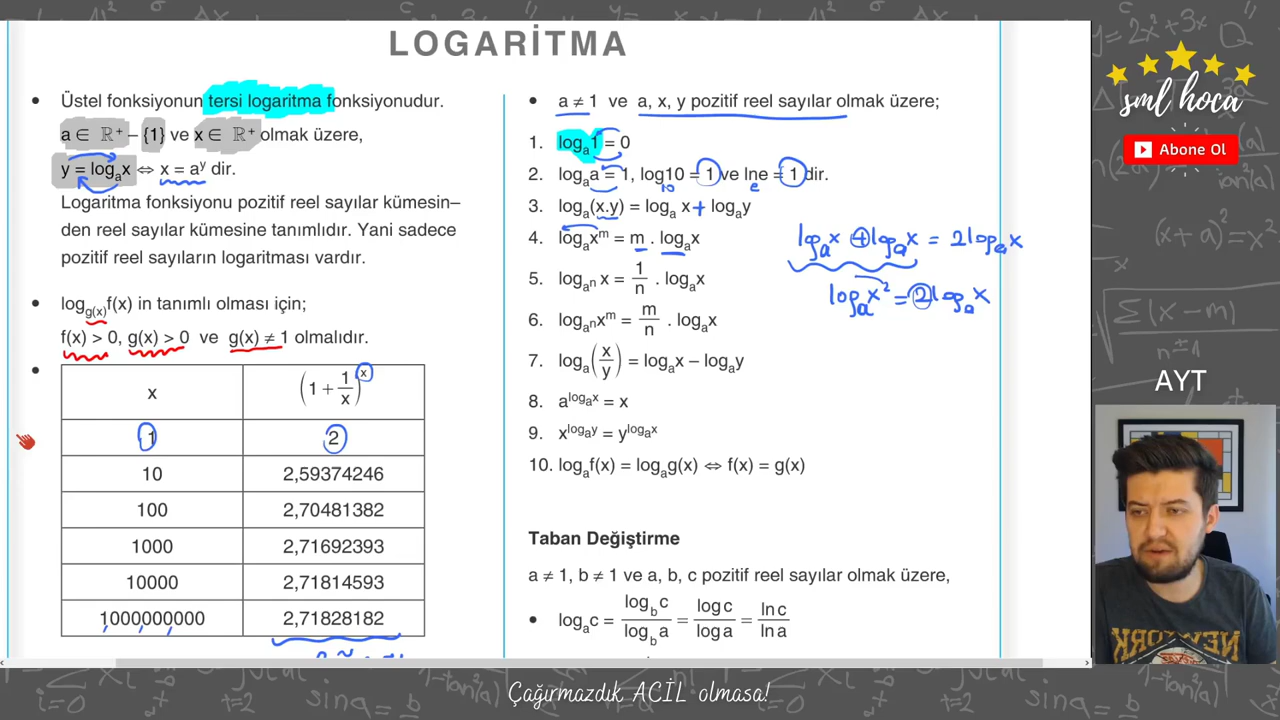 LOGARİTMA
• Üstel fonksiyonun tersi logaritma fonksiyonudur.
a ∈ ℝ⁺ – {1} ve x ∈ ℝ⁺ olmak üzere,
y = logₐx ⇔ x = aʸ dir.
Logaritma fonksiyonu pozitif reel sayılar kümesin–
den reel sayılar kümesine tanımlıdır. Yani sadece
pozitif reel sayıların logaritması vardır.
• log_g(x) f(x) in tanımlı olması için;
f(x) > 0, g(x) > 0 ve g(x) ≠ 1 olmalıdır.
• x (1 + 1/x)^x
1 2
10 2,59374246
100 2,70481382
1000 2,71692393
10000 2,71814593
1000000000 2,71828182
• a ≠ 1 ve a, x, y pozitif reel sayılar olmak üzere;
1. logₐ1 = 0
2. logₐa = 1, log10 = 1 ve lne = 1 dir.
10 e
3. logₐ(x.y) = logₐ x + logₐy
4. logₐxᵐ = m . logₐx
5. log_aⁿ x = 1/n . logₐx
6. log_aⁿ xᵐ = m/n . logₐx
7. logₐ(x/y) = logₐx – logₐy
8. a^logₐx = x
9. x^logₐy = y^logₐx
10. logₐf(x) = logₐg(x) ⇔ f(x) = g(x)
logₐx + logₐx = 2logₐx
logₐx² = 2logₐx
Taban Değiştirme
a ≠ 1, b ≠ 1 ve a, b, c pozitif reel sayılar olmak üzere,
• logₐc = log_b c / log_b a = logc / loga = lnc / lna
sml hoca
Abone Ol
AYT
Çağırmazdık ACİL olmasa!